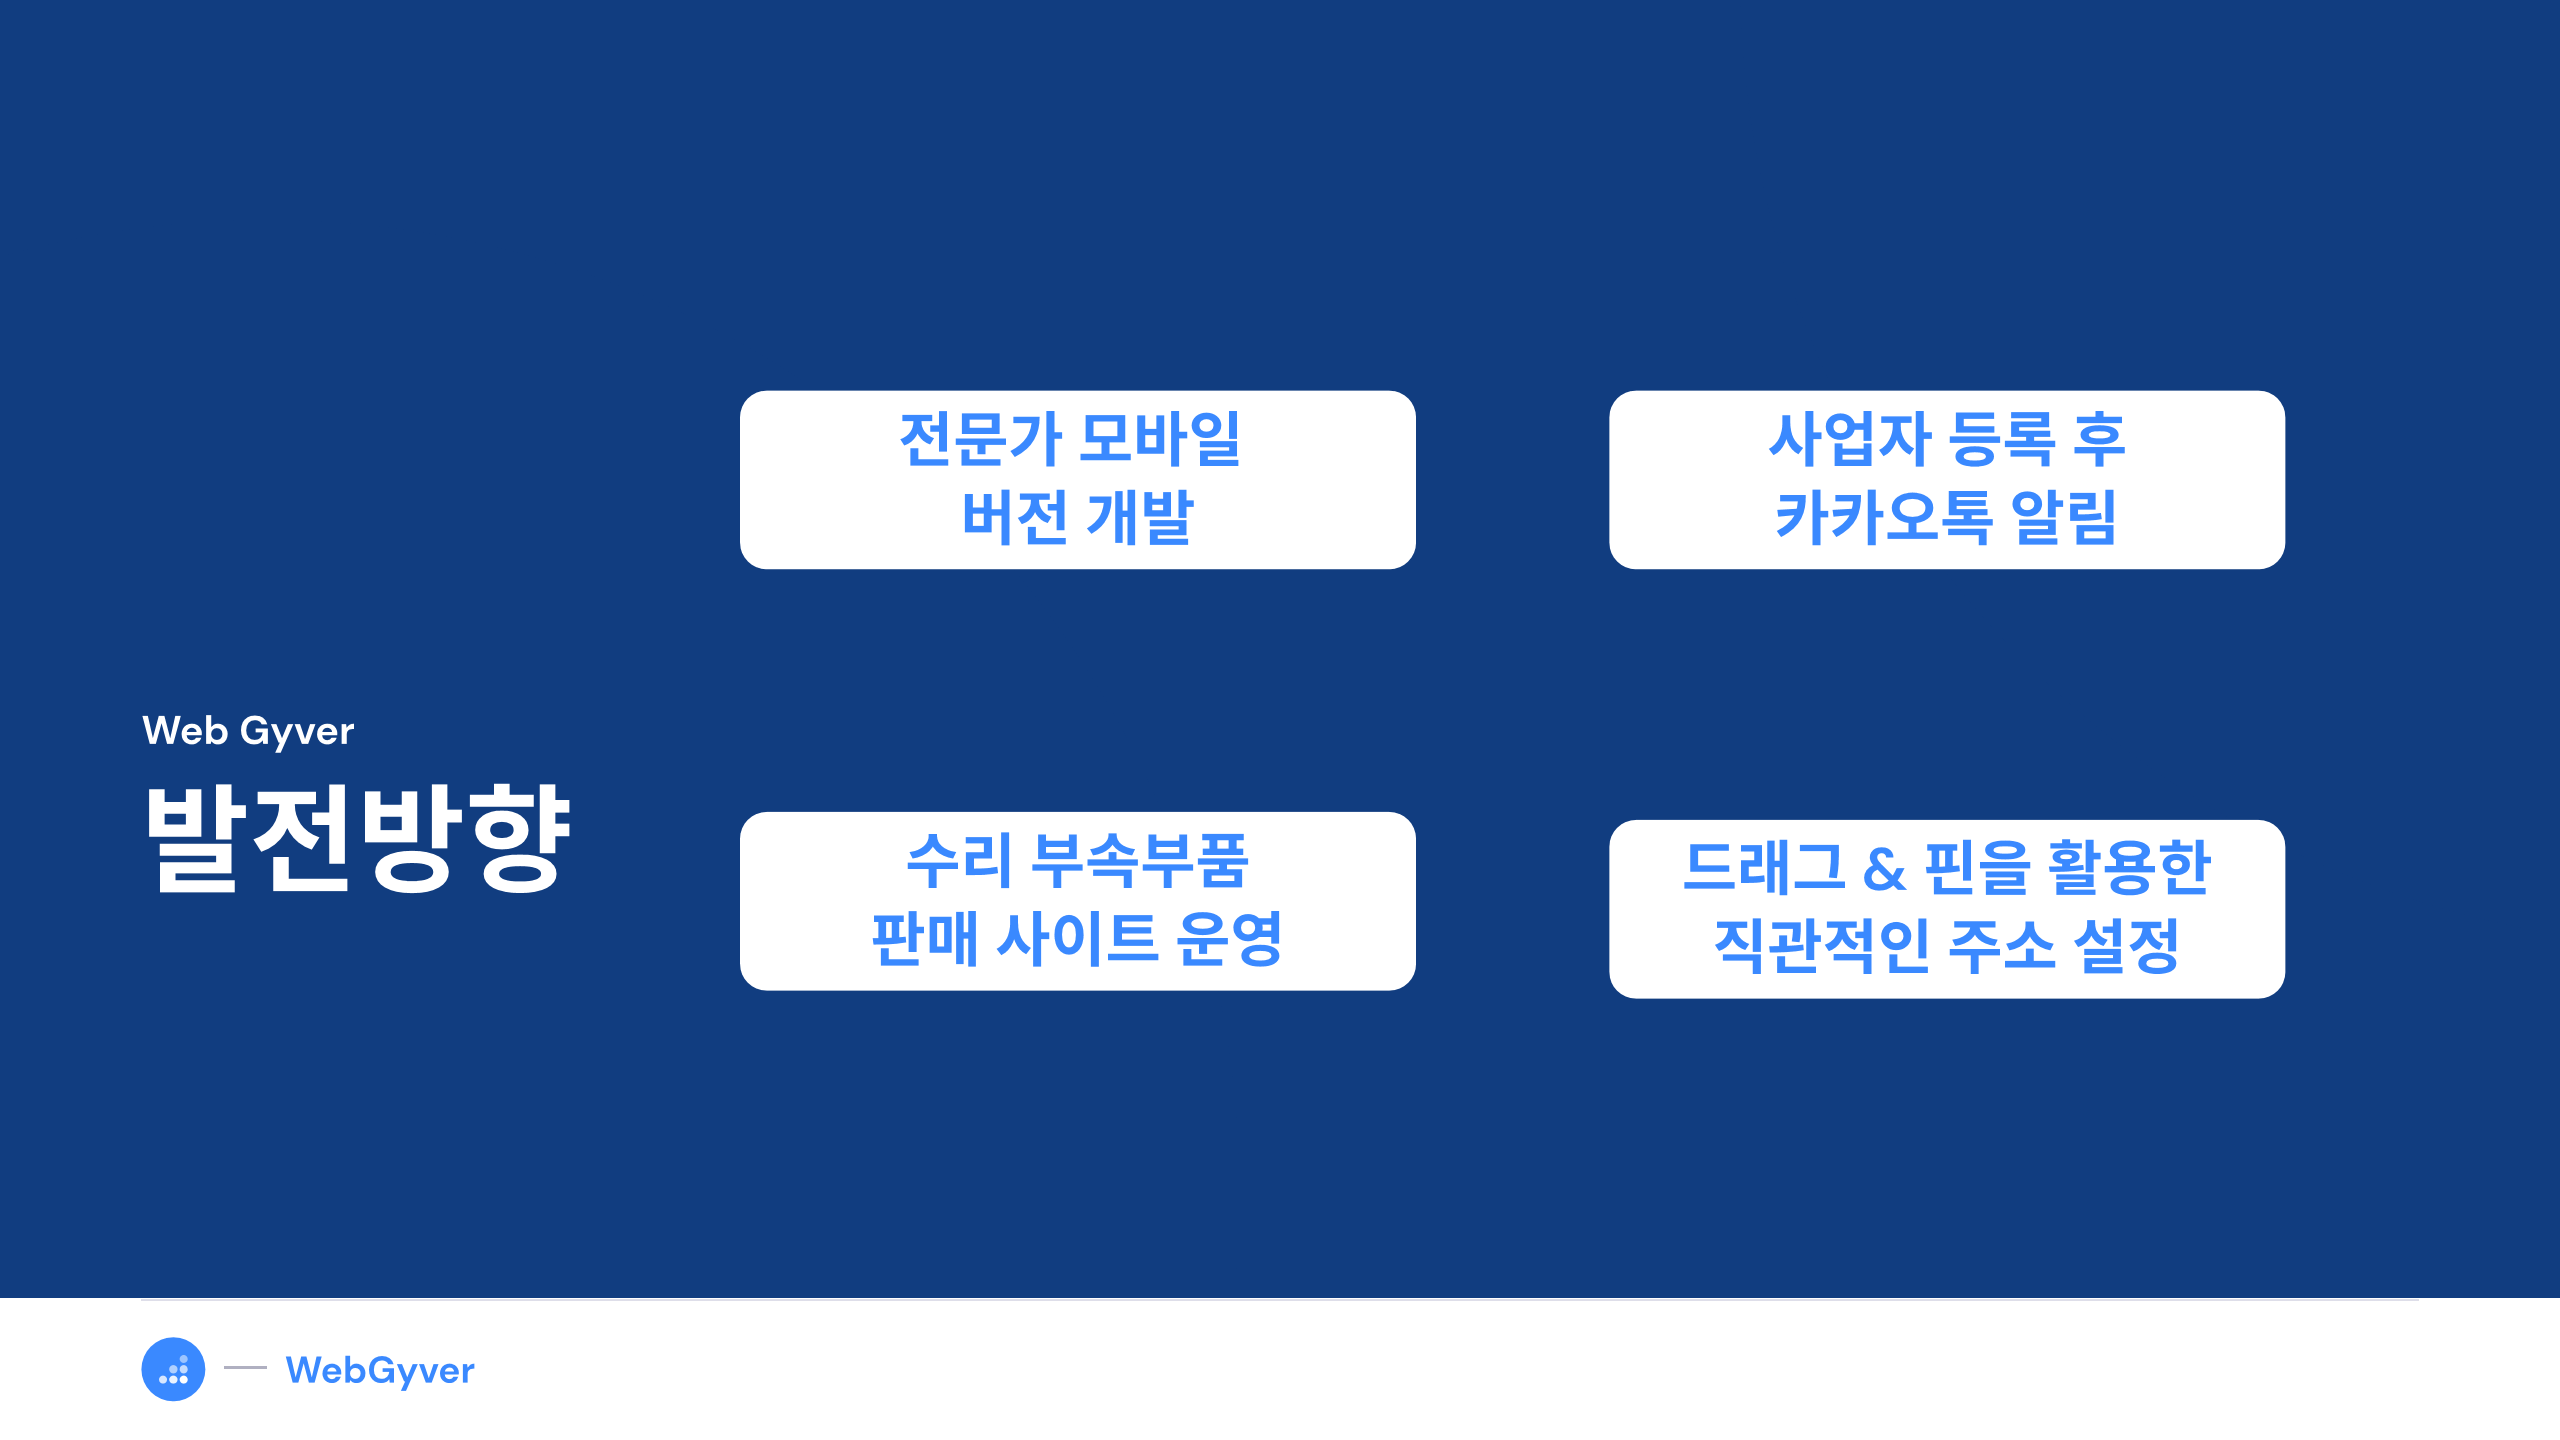 Web Gyver
발전방향
전문가 모바일
버전 개발
사업자 등록 후
카카오톡 알림
수리 부속부품
판매 사이트 운영
드래그 & 핀을 활용한
직관적인 주소 설정
WebGyver